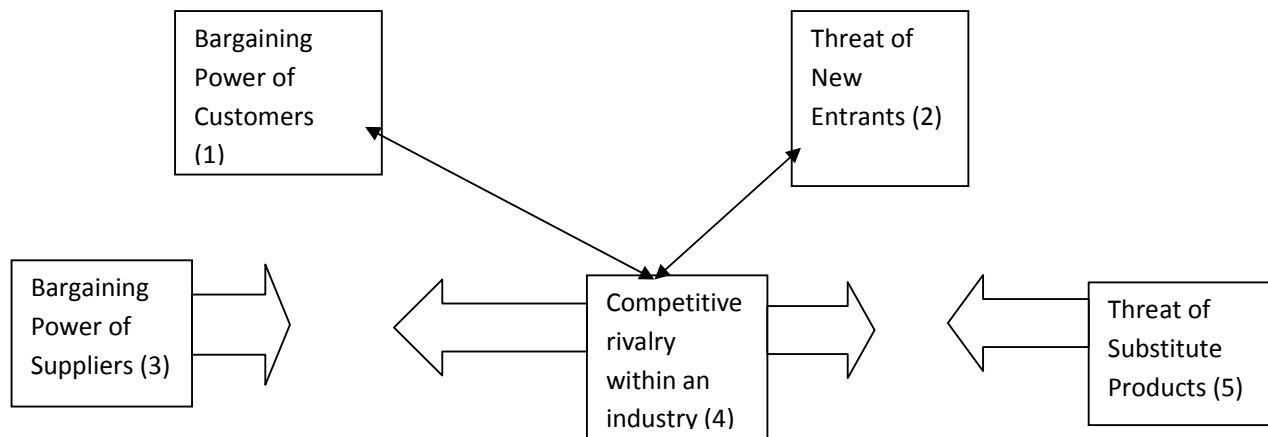 Bargaining
Power of
Customers
(1)
Threat of
New
Entrants (2)
Bargaining
Power of
Suppliers (3)
Competitive
rivalry
within an
industry (4)
Threat of
Substitute
Products (5)